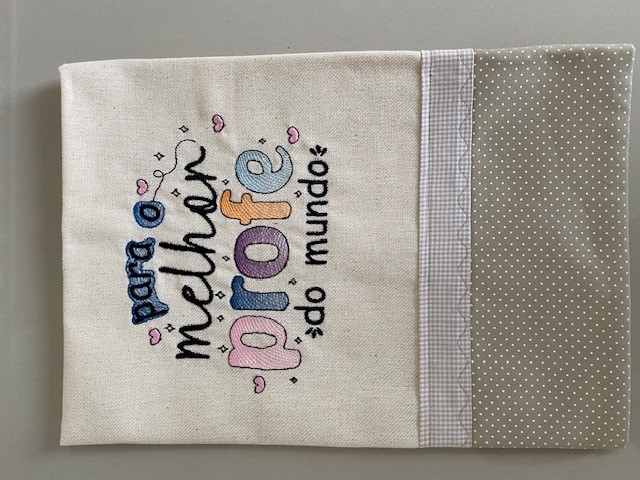 para o
melhor
profe
do mundo